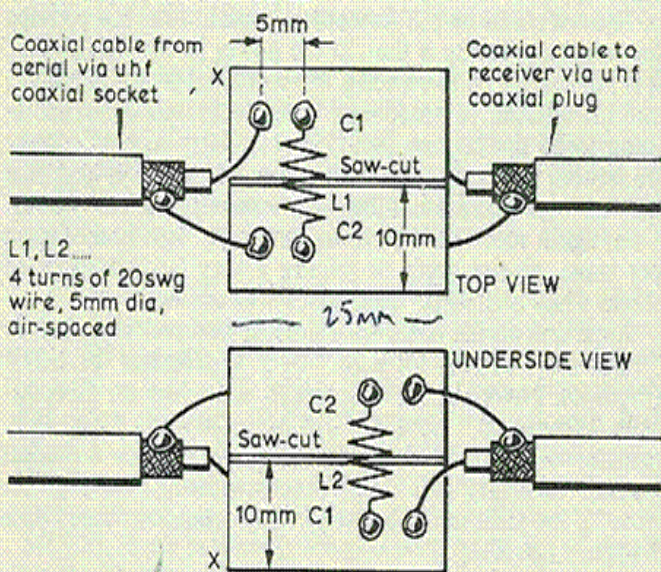 5mm
Coaxial cable from
aerial via uhf
coaxial socket
X
Coaxial cable to
receiver via uhf
coaxial plug
C1
Saw-cut
L1
C2
10mm
L1, L2....
4 turns of 20swg
wire, 5mm dia,
air-spaced
TOP VIEW
25mm
UNDERSIDE VIEW
C2
Saw-cut
L2
10mm
C1
X